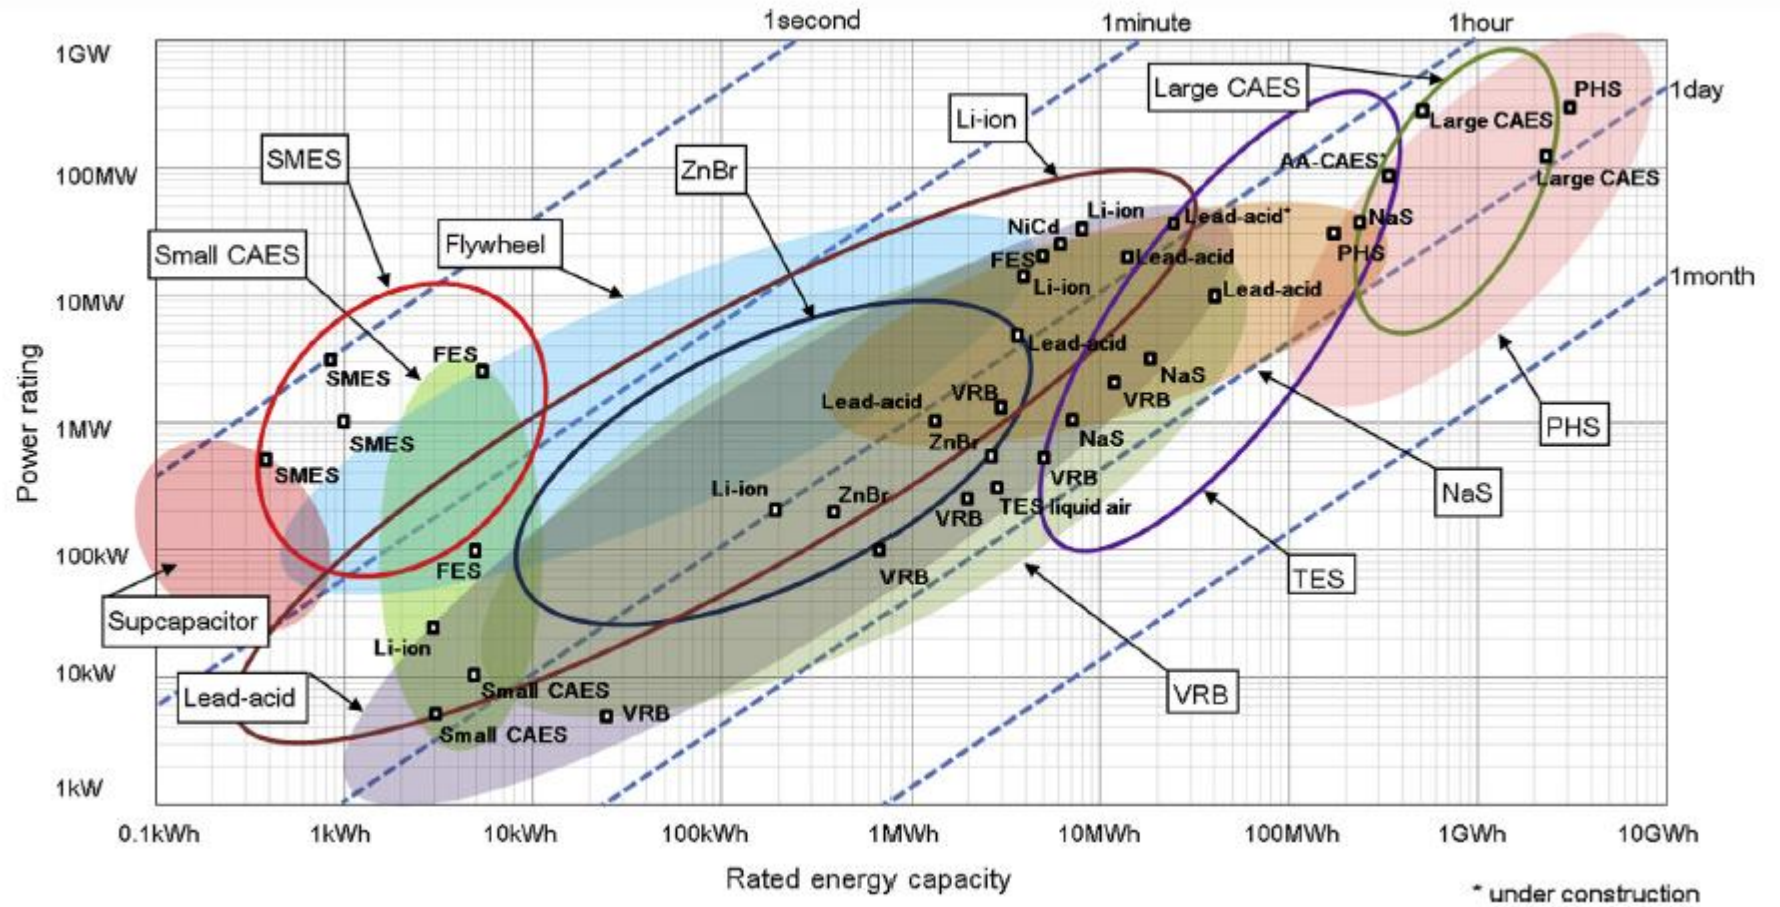 1second
1minute
1hour
1GW
Large CAES
PHS
1day
Li-ion
Large CAES
SMES
ZnBr
AA-CAES*
100MW
Large CAES
Li-ion
Lead-acid*
NaS
NiCd
Flywheel
Small CAES
FES
Lead-acid
PHS
1month
Li-ion
Lead-acid
10MW
Lead-acid
FES
SMES
NaS
VRB
VRB
Lead-acid
Power rating
1MW
SMES
ZnBr
NaS
PHS
SMES
VRB
Li-ion
ZnBr
NaS
VRB
TES liquid air
100kW
FES
VRB
TES
Supcapacitor
Li-ion
10kW
Lead-acid
Small CAES
VRB
VRB
Small CAES
1kW
0.1kWh
1kWh
10kWh
100kWh
1MWh
10MWh
100MWh
1GWh
10GWh
Rated energy capacity
* under construction